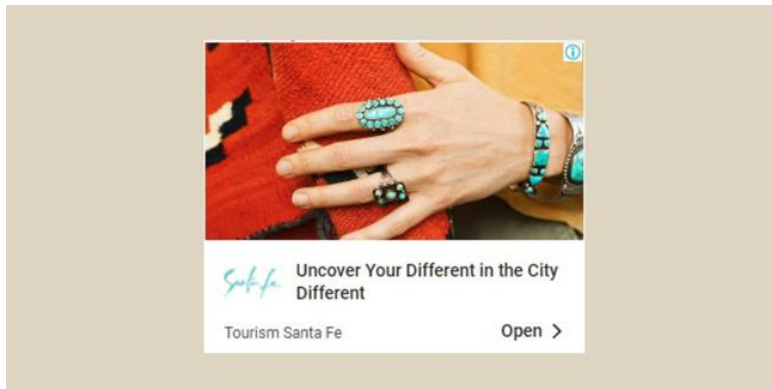 Santa Fe
Uncover Your Different in the City
Different
Tourism Santa Fe
Open